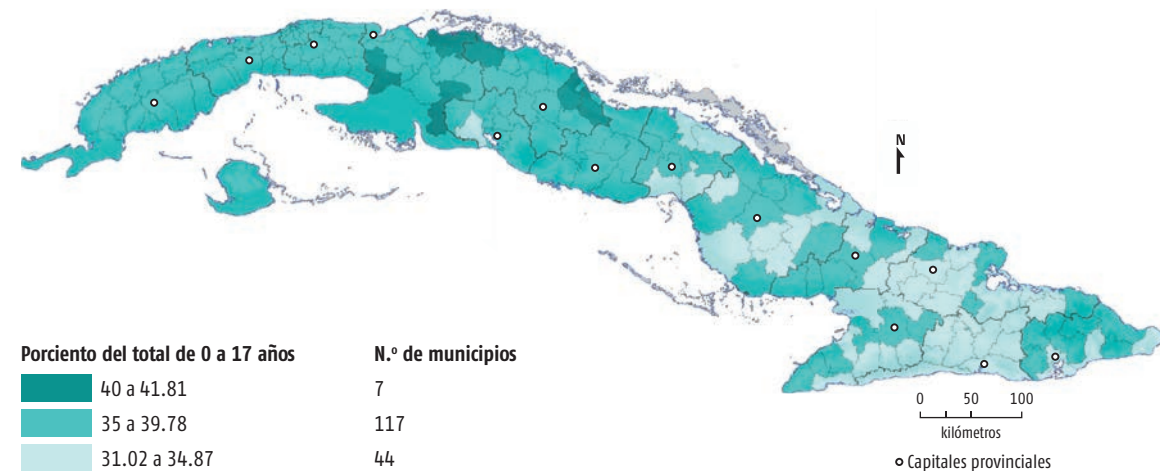 N
Porciento del total de 0 a 17 años N.º de municipios
40 a 41.81 7
35 a 39.78 117
31.02 a 34.87 44
0 50 100
kilómetros
Capitales provinciales